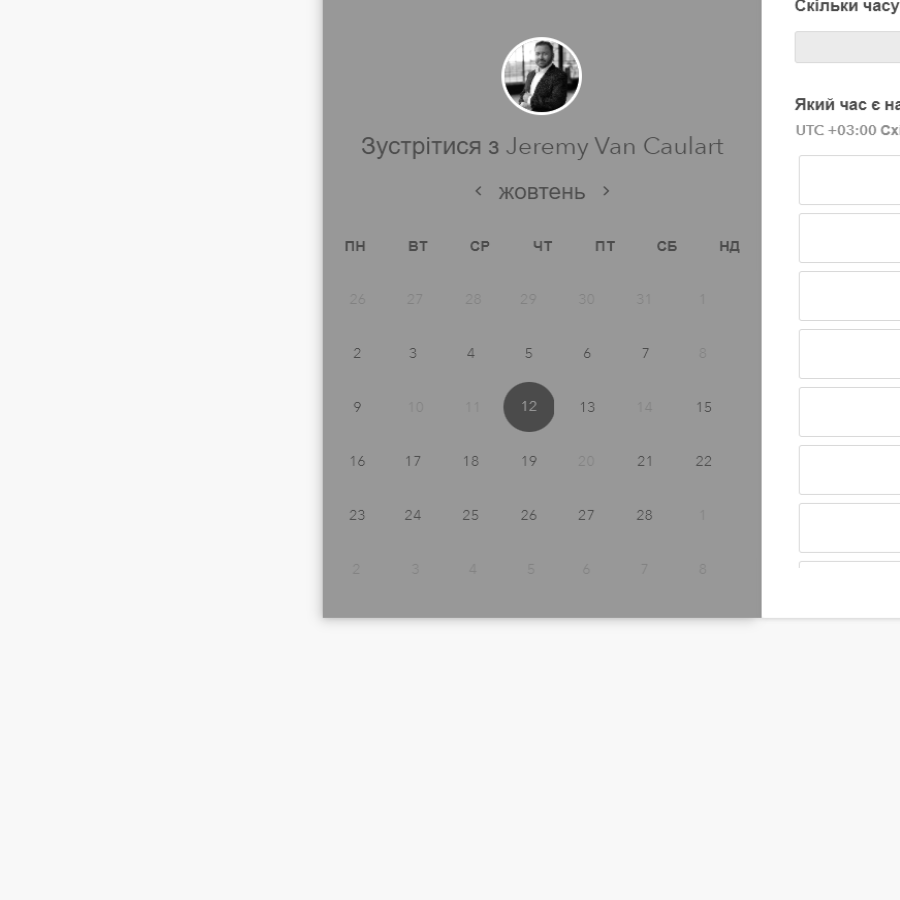 Скільки часу
Зустрітися з Jeremy Van Caulart
жовтень
ПН ВТ СР ЧТ ПТ СБ НД
26 27 28 29 30 31 1
2 3 4 5 6 7 8
9 10 11 12 13 14 15
16 17 18 19 20 21 22
23 24 25 26 27 28 1
2 3 4 5 6 7 8
Який час є на
UTC +03:00 Схі